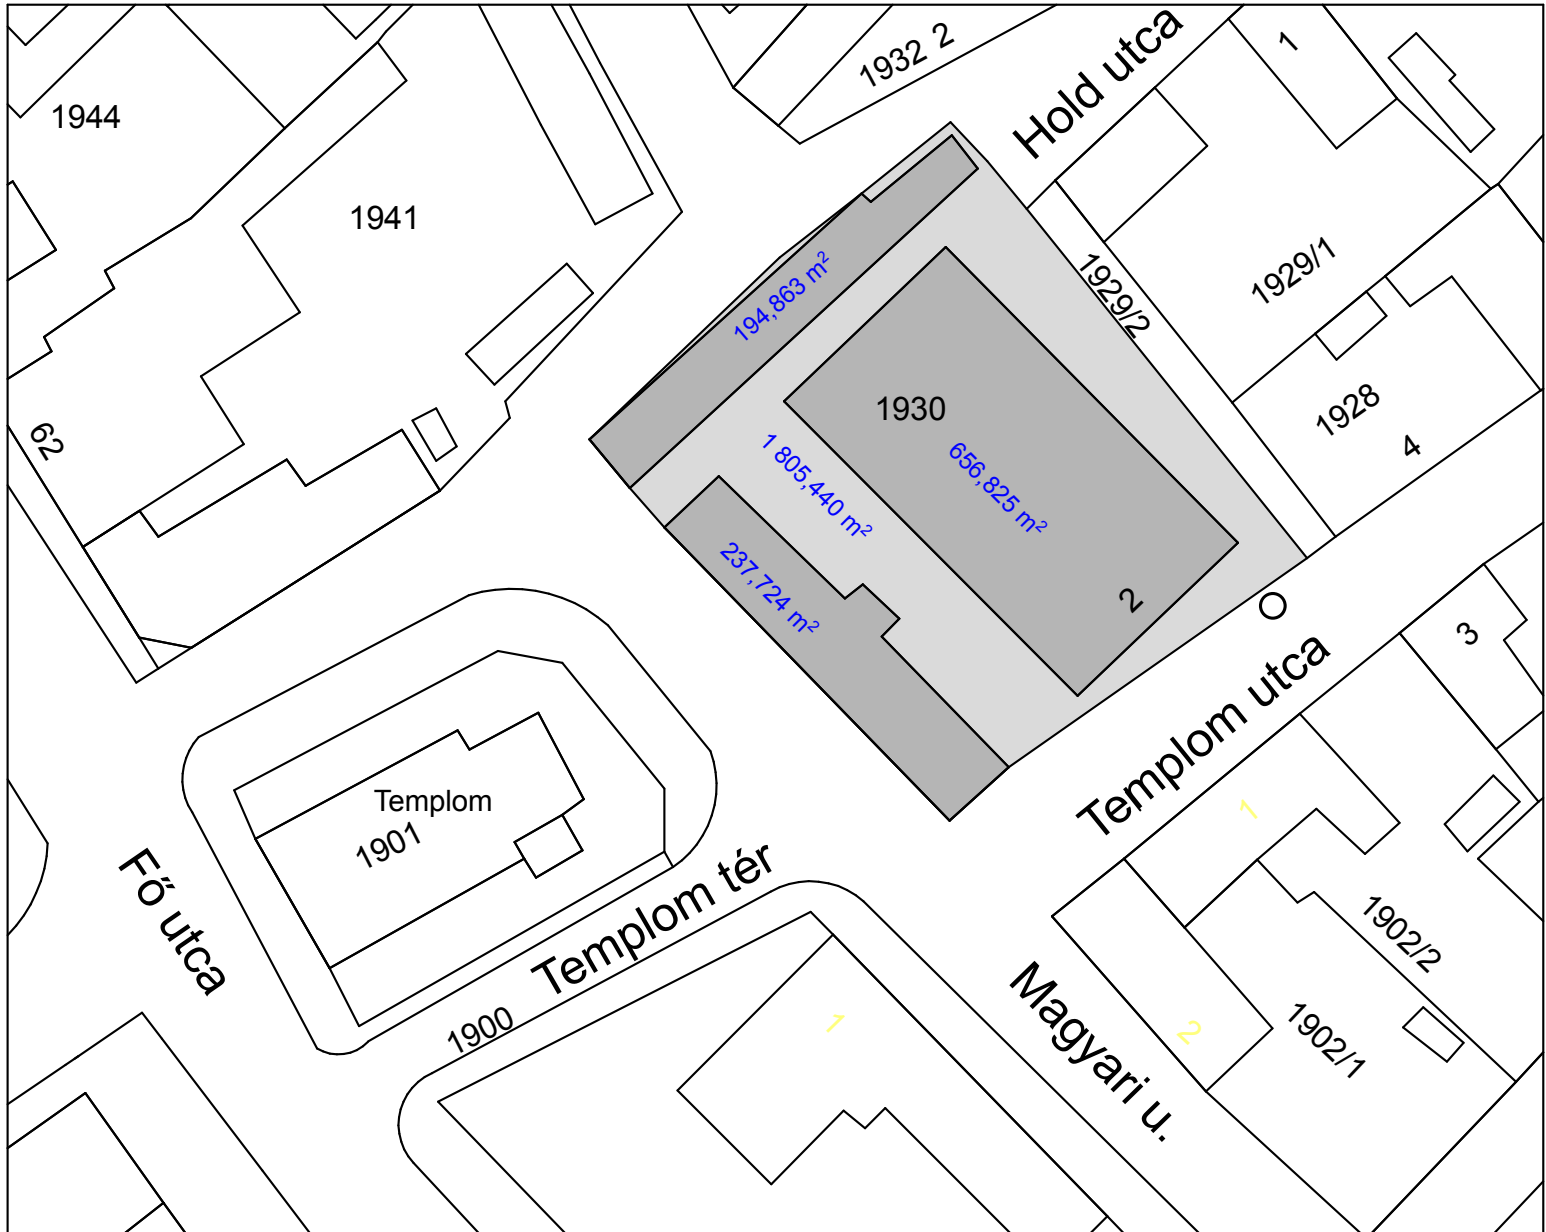 1932 2
Hold utca
1
1944
1941
194,863 m²
1929/2
1929/1
1930
1928
4
62
1 805,440 m²
656,825 m²
237,724 m²
2
3
Templom utca
Templom
1901
1
Fő utca
Templom tér
1902/2
1900
1
Magyari u.
2
1902/1